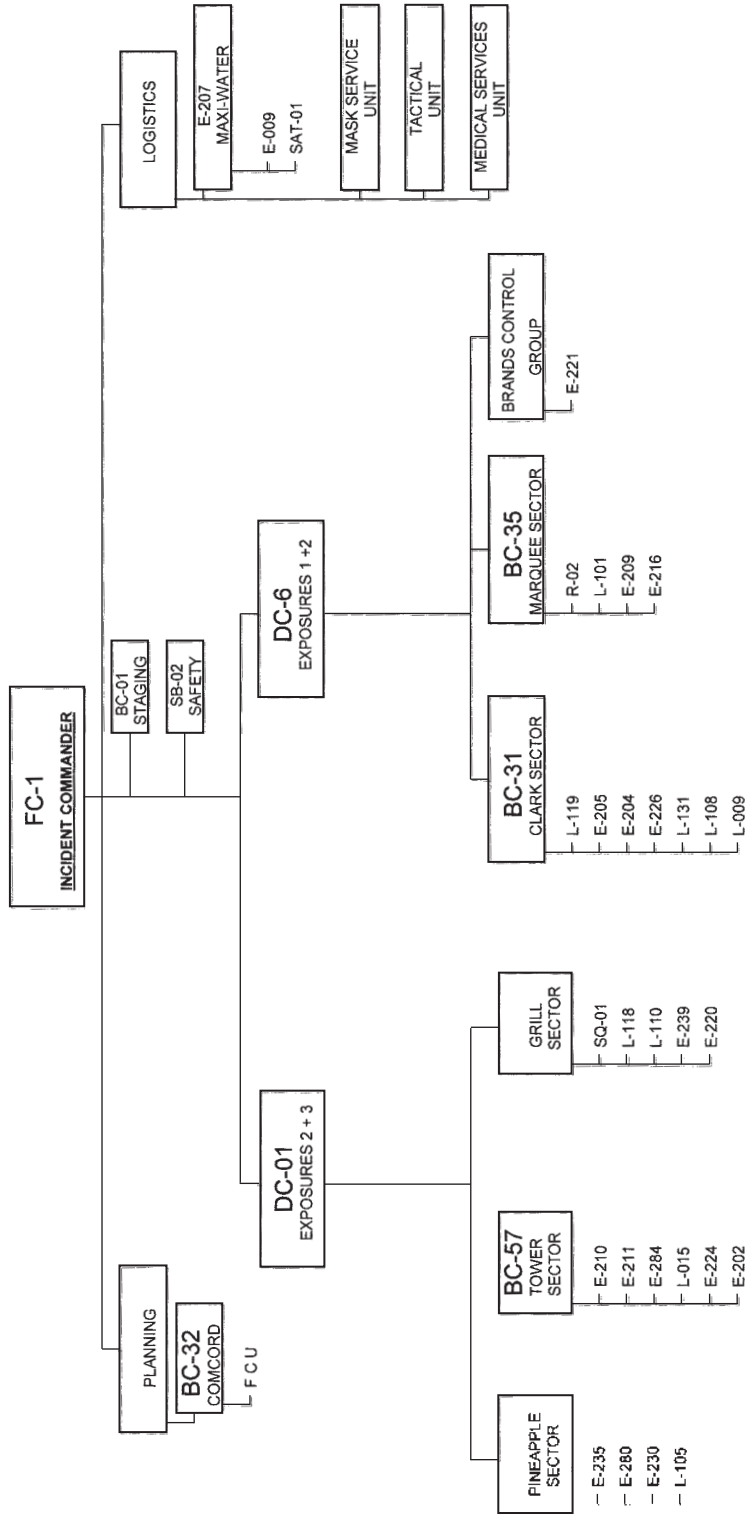 FC-1
INCIDENT COMMANDER
BC-01
STAGING
SB-02
SAFETY
PLANNING
BC-32
COMCORD
F C U
LOGISTICS
E-207
MAXI-WATER
E-009
SAT-01
MASK SERVICE
UNIT
TACTICAL
UNIT
MEDICAL SERVICES
UNIT
DC-01
EXPOSURES 2 + 3
DC-6
EXPOSURES 1 +2
PINEAPPLE
SECTOR
E-235
E-280
E-230
L-105
BC-57
TOWER
SECTOR
E-210
E-211
E-284
L-015
E-224
E-202
GRILL
SECTOR
SQ-01
L-118
L-110
E-239
E-220
BC-31
CLARK SECTOR
L-119
E-205
E-204
E-226
L-131
L-108
L-009
BC-35
MARQUEE SECTOR
R-02
L-101
E-209
E-216
BRANDS CONTROL
GROUP
E-221